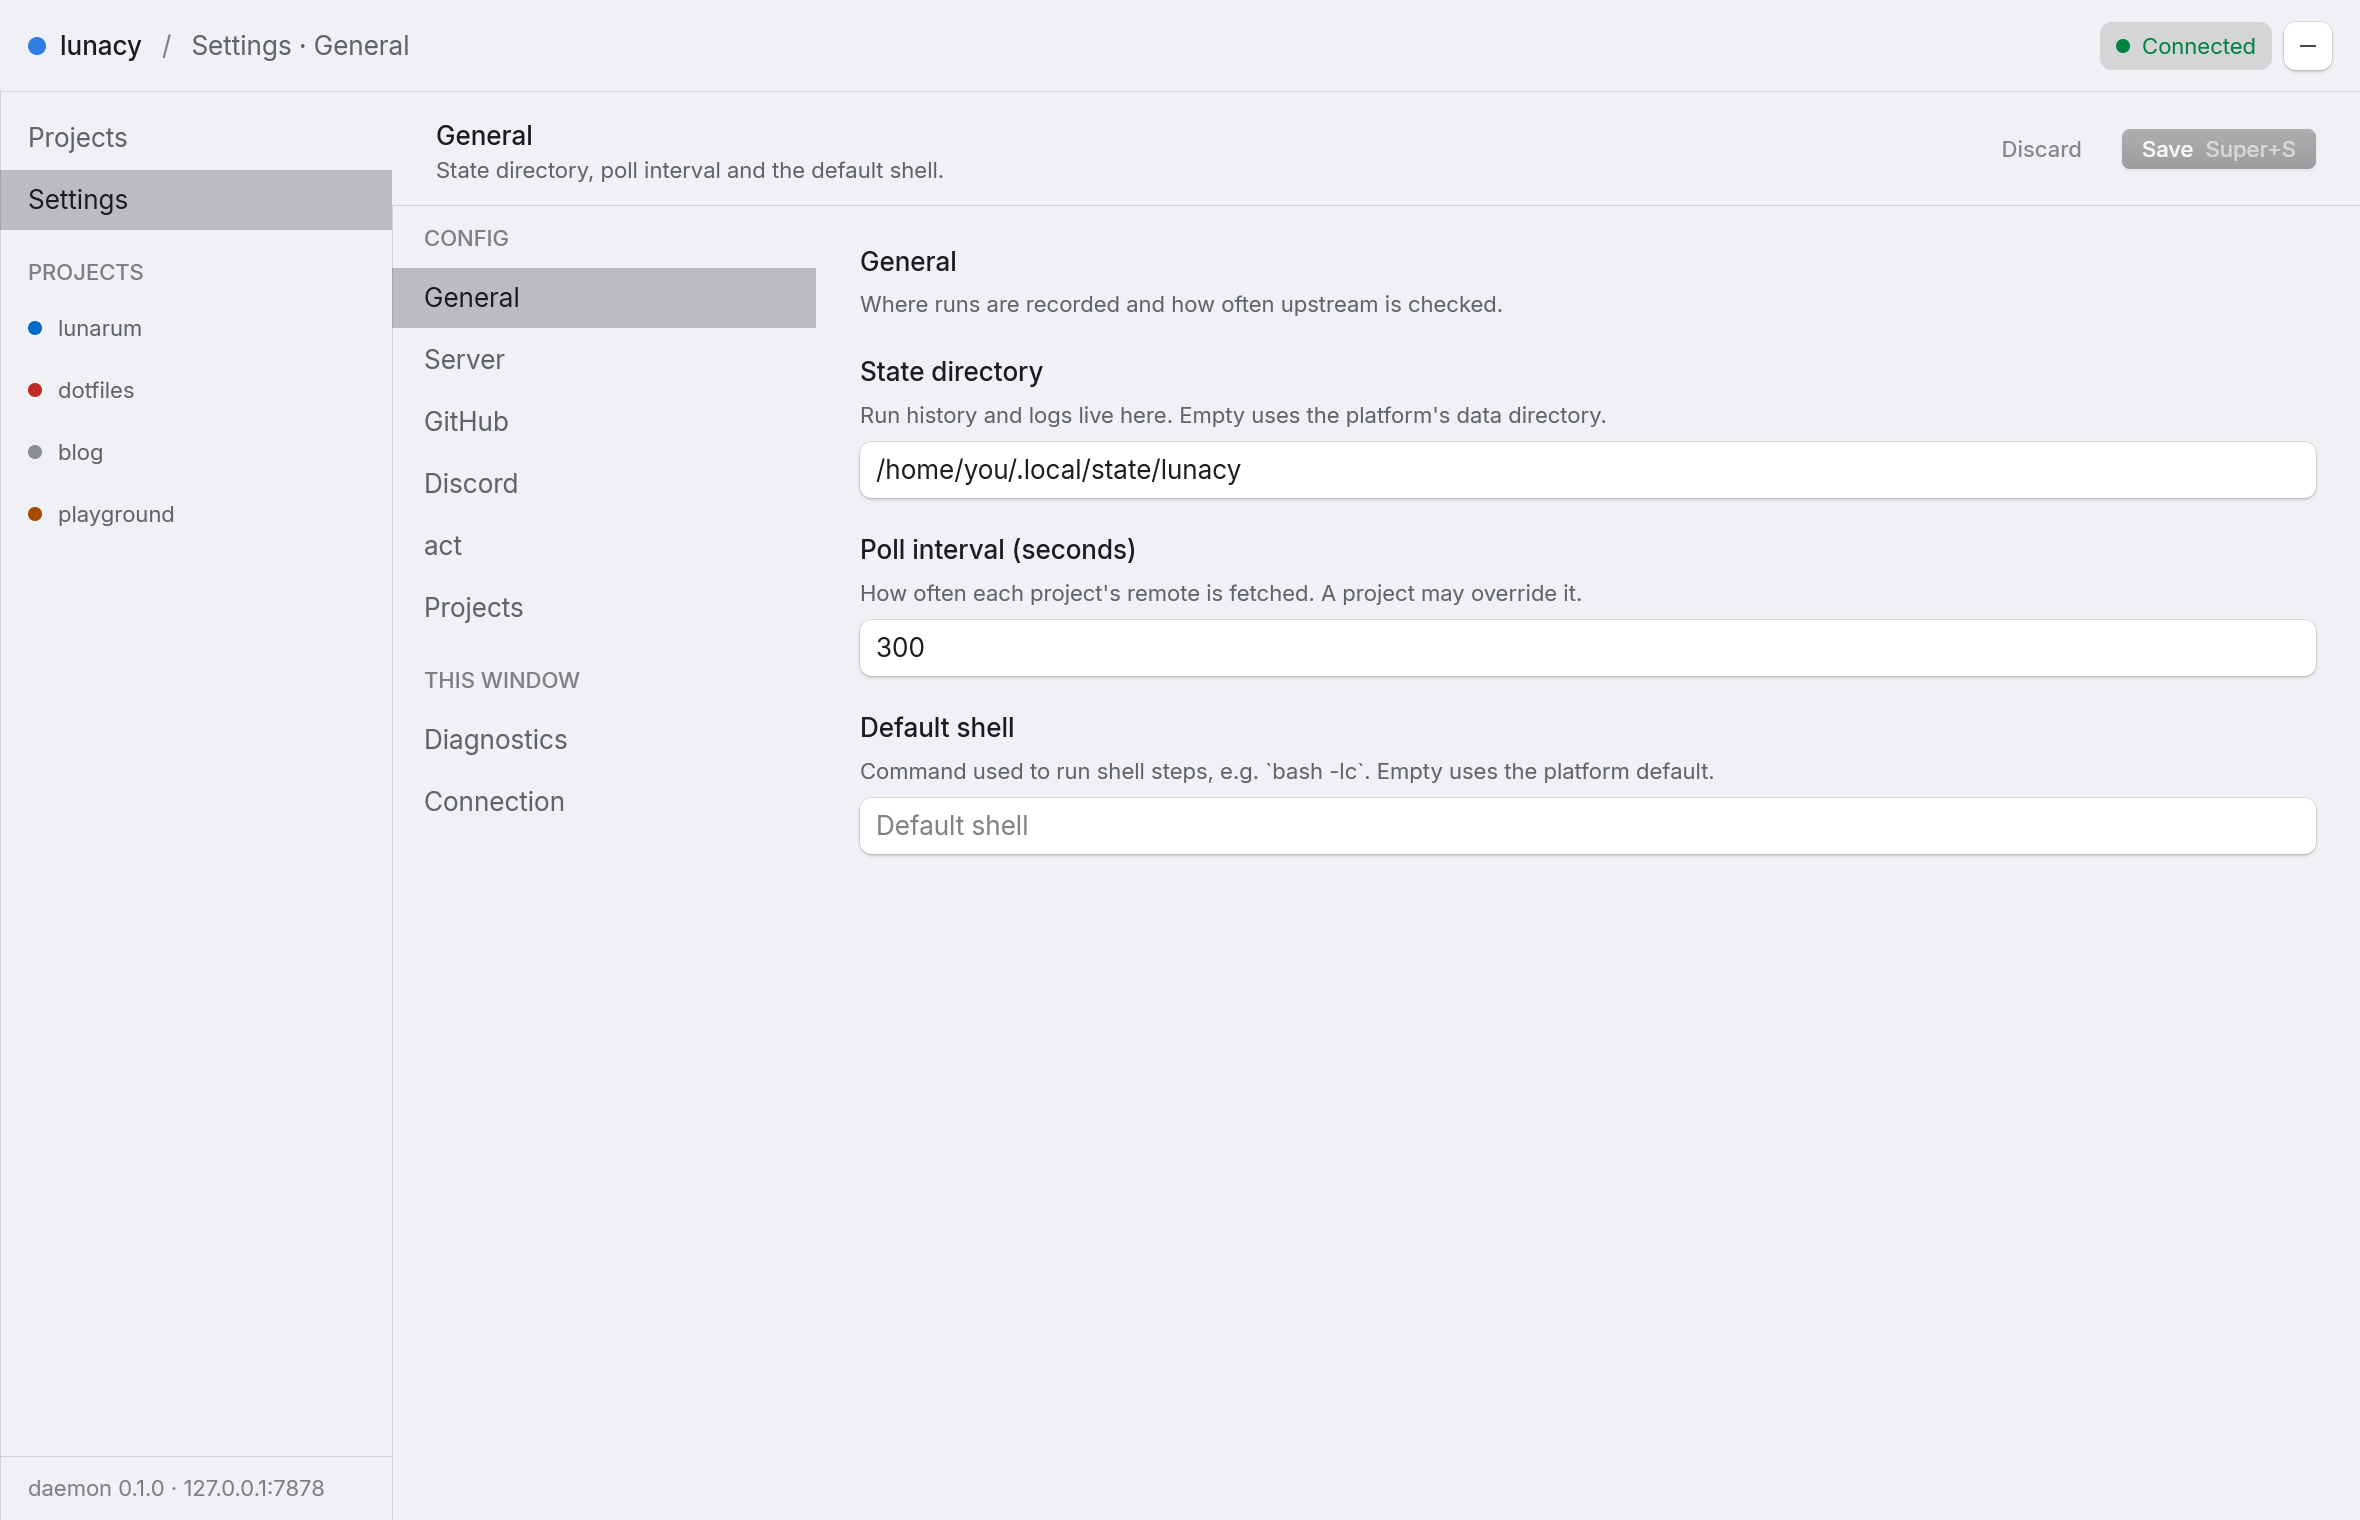 lunacy / Settings · General
Connected
Projects
Settings
PROJECTS
lunarum
dotfiles
blog
playground
daemon 0.1.0 · 127.0.0.1:7878
General
State directory, poll interval and the default shell.
Discard
Save Super+S
CONFIG
General
Server
GitHub
Discord
act
Projects
THIS WINDOW
Diagnostics
Connection
General
Where runs are recorded and how often upstream is checked.
State directory
Run history and logs live here. Empty uses the platform's data directory.
/home/you/.local/state/lunacy
Poll interval (seconds)
How often each project's remote is fetched. A project may override it.
300
Default shell
Command used to run shell steps, e.g. `bash -lc`. Empty uses the platform default.
Default shell